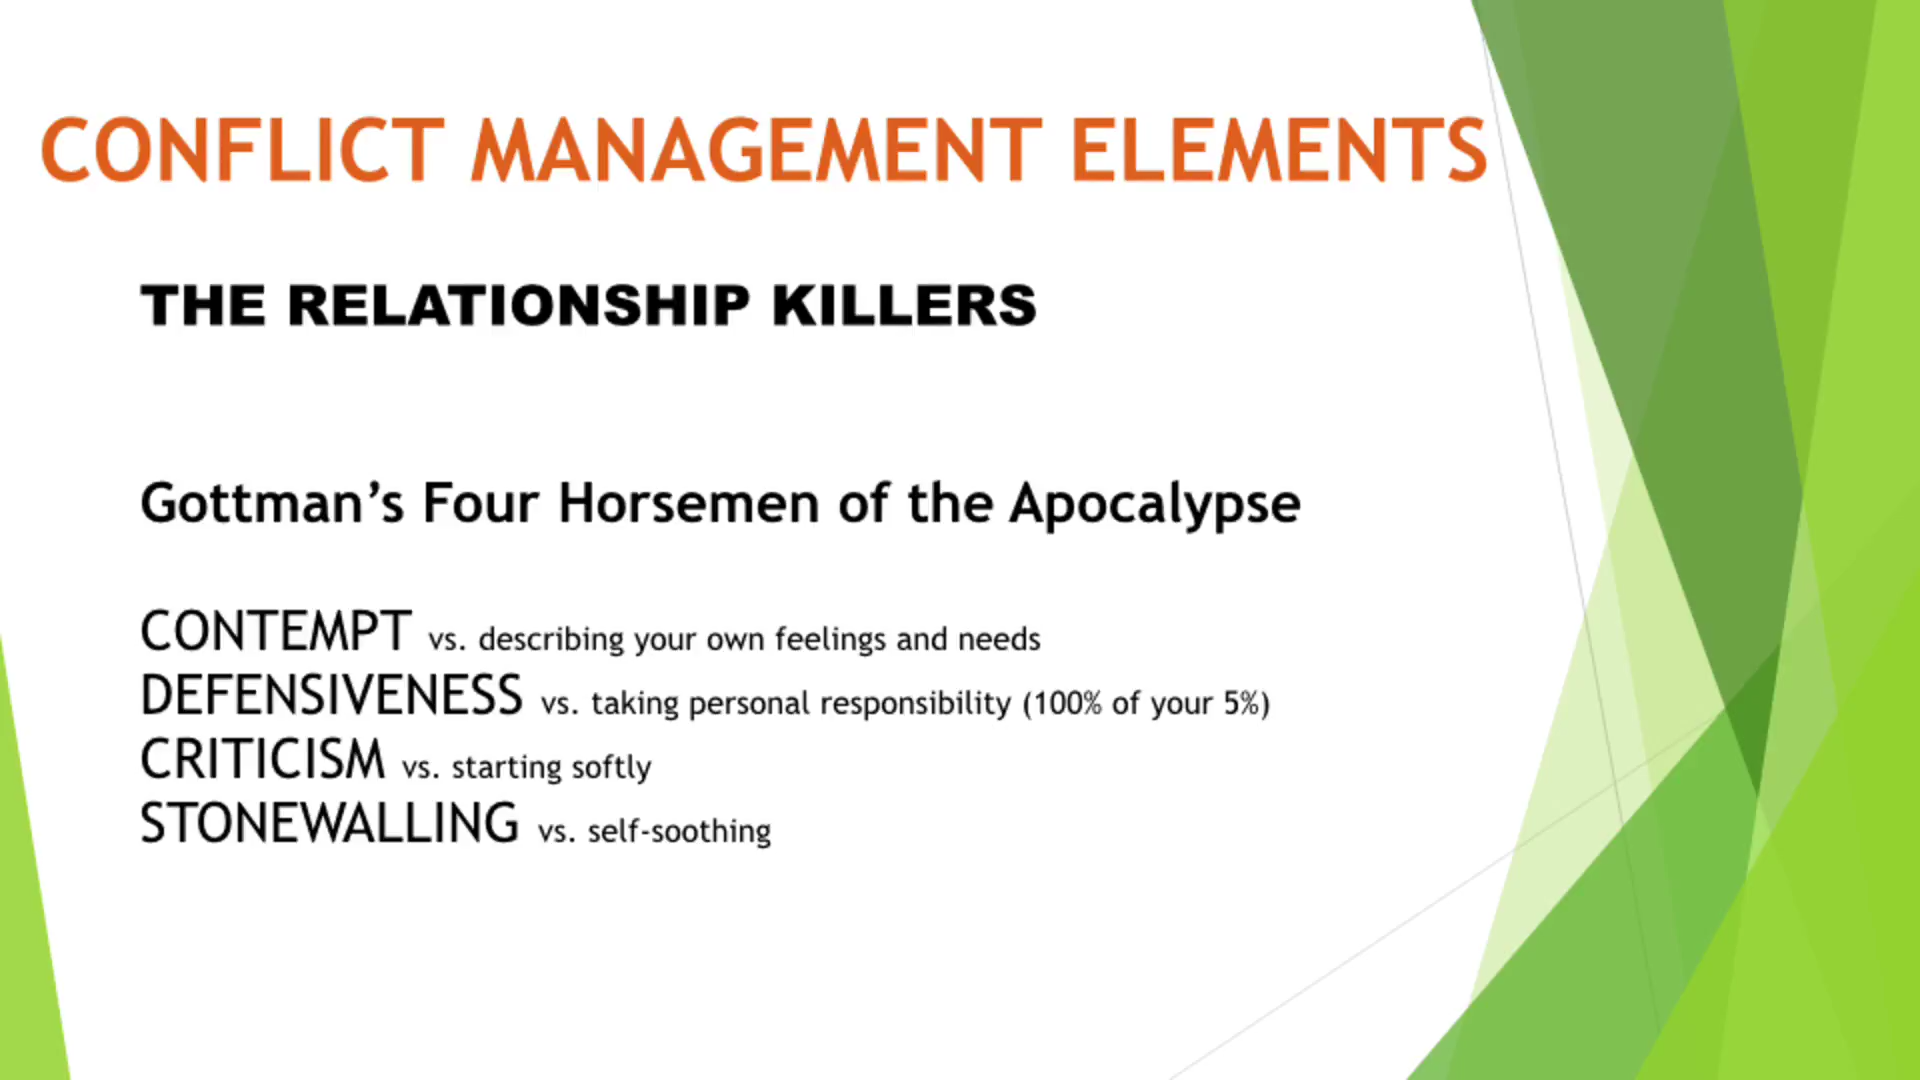 CONFLICT MANAGEMENT ELEMENTS
THE RELATIONSHIP KILLERS
Gottman’s Four Horsemen of the Apocalypse
CONTEMPT vs. describing your own feelings and needs
DEFENSIVENESS vs. taking personal responsibility (100% of your 5%)
CRITICISM vs. starting softly
STONEWALLING vs. self-soothing